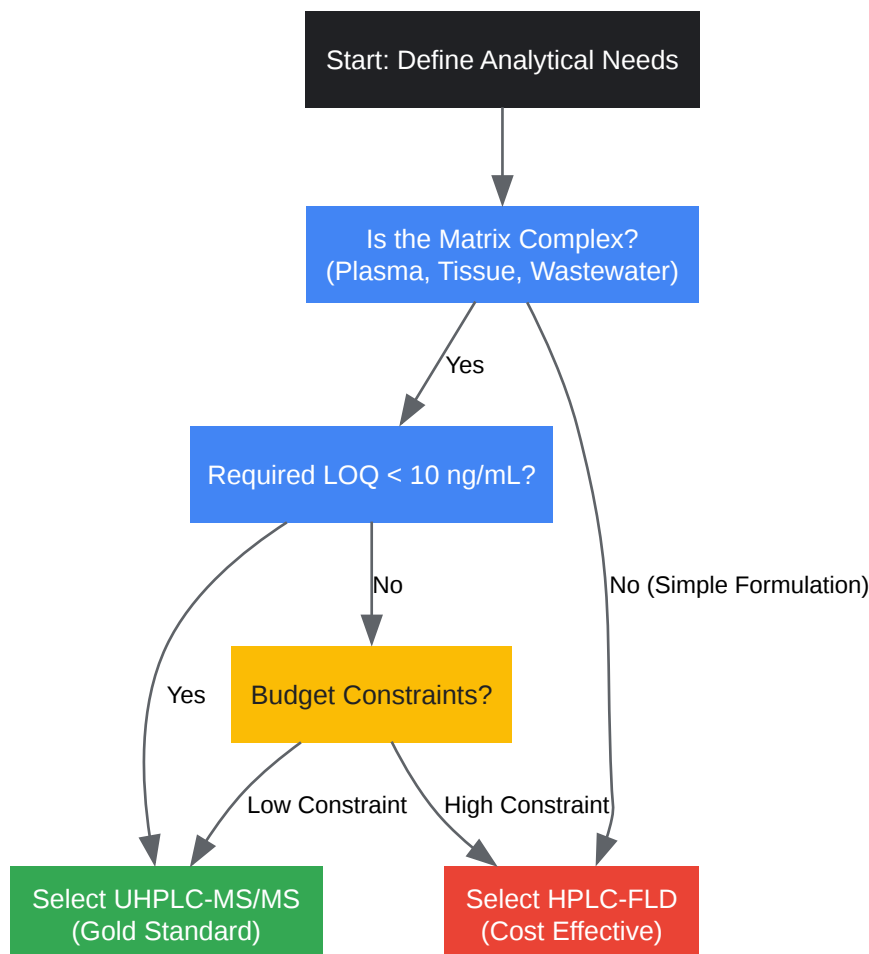 Start: Define Analytical Needs
Is the Matrix Complex?
(Plasma, Tissue, Wastewater)
Yes
Required LOQ < 10 ng/mL?
No
No (Simple Formulation)
Yes
Budget Constraints?
Low Constraint
High Constraint
Select UHPLC-MS/MS
(Gold Standard)
Select HPLC-FLD
(Cost Effective)